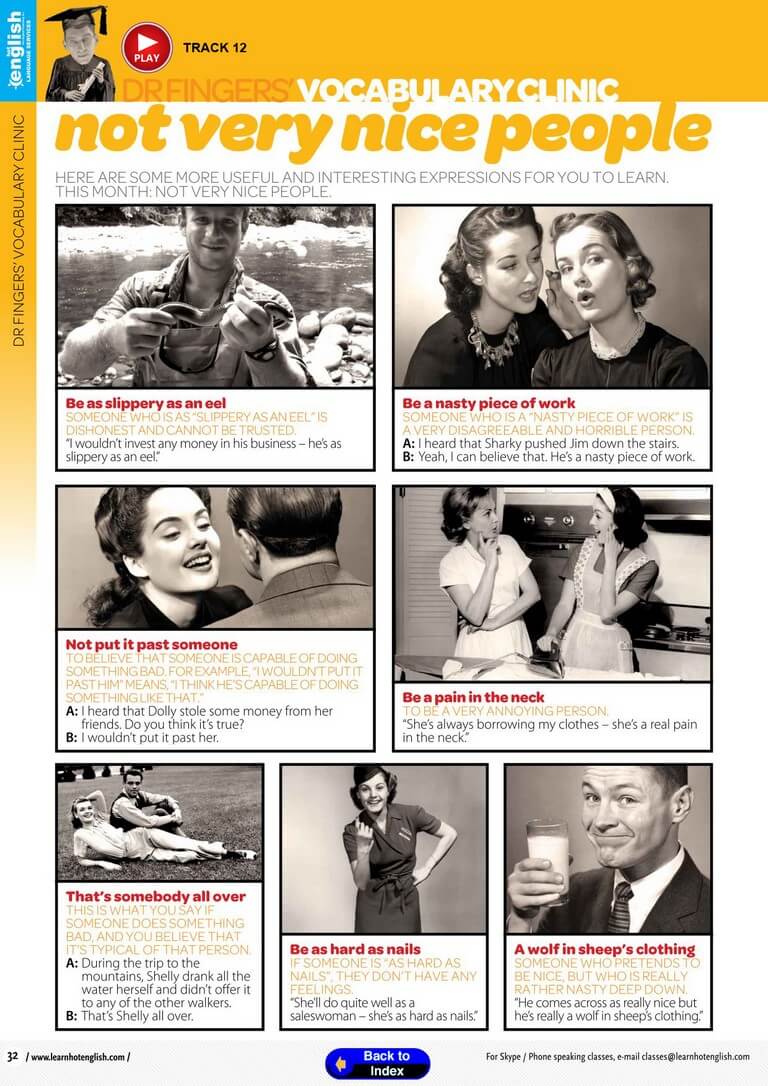 english
LANGUAGE SERVICES
PLAY
TRACK 12
DR FINGERS' VOCABULARY CLINIC
DR FINGERS' VOCABULARY CLINIC
not very nice people
HERE ARE SOME MORE USEFUL AND INTERESTING EXPRESSIONS FOR YOU TO LEARN.
THIS MONTH: NOT VERY NICE PEOPLE.
Be as slippery as an eel
SOMEONE WHO IS AS “SLIPPERY AS AN EEL” IS
DISHONEST AND CANNOT BE TRUSTED.
“I wouldn’t invest any money in his business – he’s as
slippery as an eel.”
Be a nasty piece of work
SOMEONE WHO IS A “NASTY PIECE OF WORK” IS
A VERY DISAGREEABLE AND HORRIBLE PERSON.
A: I heard that Sharky pushed Jim down the stairs.
B: Yeah, I can believe that. He’s a nasty piece of work.
Not put it past someone
TO BELIEVE THAT SOMEONE IS CAPABLE OF DOING
SOMETHING BAD. FOR EXAMPLE, “I WOULDN’T PUT IT
PAST HIM” MEANS, “I THINK HE’S CAPABLE OF DOING
SOMETHING LIKE THAT.”
A: I heard that Dolly stole some money from her
friends. Do you think it’s true?
B: I wouldn’t put it past her.
Be a pain in the neck
TO BE A VERY ANNOYING PERSON.
“She’s always borrowing my clothes – she’s a real pain
in the neck.”
That’s somebody all over
THIS IS WHAT YOU SAY IF
SOMEONE DOES SOMETHING
BAD, AND YOU BELIEVE THAT
IT’S TYPICAL OF THAT PERSON.
A: During the trip to the
mountains, Shelly drank all the
water herself and didn’t offer it
to any of the other walkers.
B: That’s Shelly all over.
Be as hard as nails
IF SOMEONE IS “AS HARD AS
NAILS”, THEY DON’T HAVE ANY
FEELINGS.
“She’ll do quite well as a
saleswoman – she’s as hard as nails.”
A wolf in sheep’s clothing
SOMEONE WHO PRETENDS TO
BE NICE, BUT WHO IS REALLY
RATHER NASTY DEEP DOWN.
“He comes across as really nice but
he’s really a wolf in sheep’s clothing.”
32 / www.learnhotenglish.com /
Back to
Index
For Skype / Phone speaking classes, e-mail classes@learnhotenglish.com